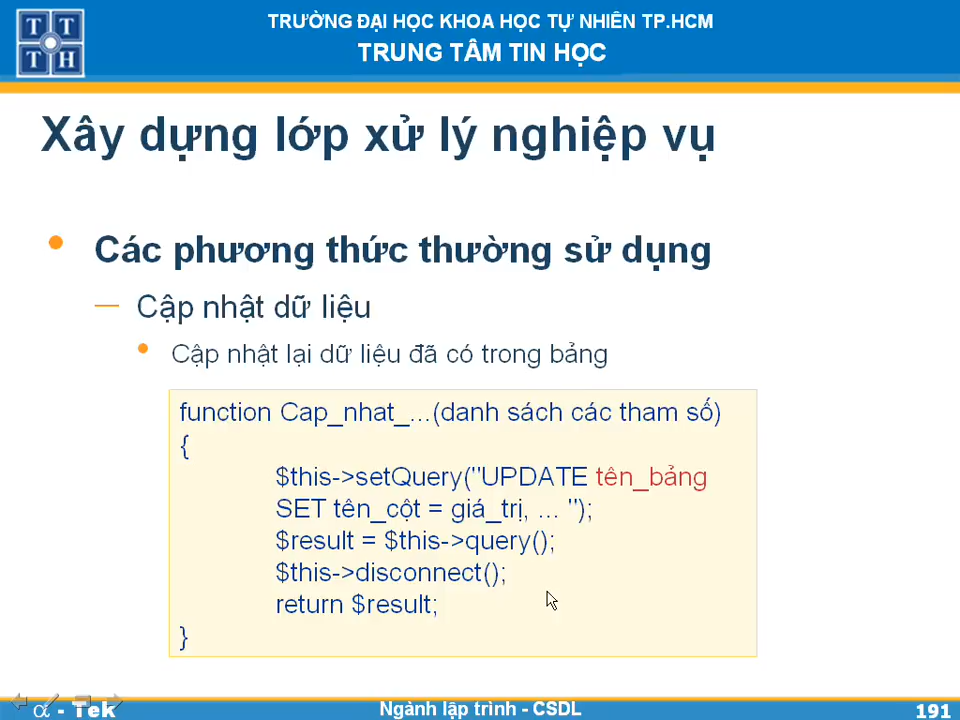 TRƯỜNG ĐẠI HỌC KHOA HỌC TỰ NHIÊN TP.HCM
TRUNG TÂM TIN HỌC
T T
T H
Xây dựng lớp xử lý nghiệp vụ
• Các phương thức thường sử dụng
— Cập nhật dữ liệu
• Cập nhật lại dữ liệu đã có trong bảng
function Cap_nhat_...(danh sách các tham số)
{
$this->setQuery("UPDATE tên_bảng
SET tên_cột = giá_trị, ... ");
$result = $this->query();
$this->disconnect();
return $result;
}
α - Tek
Ngành lập trình - CSDL
191